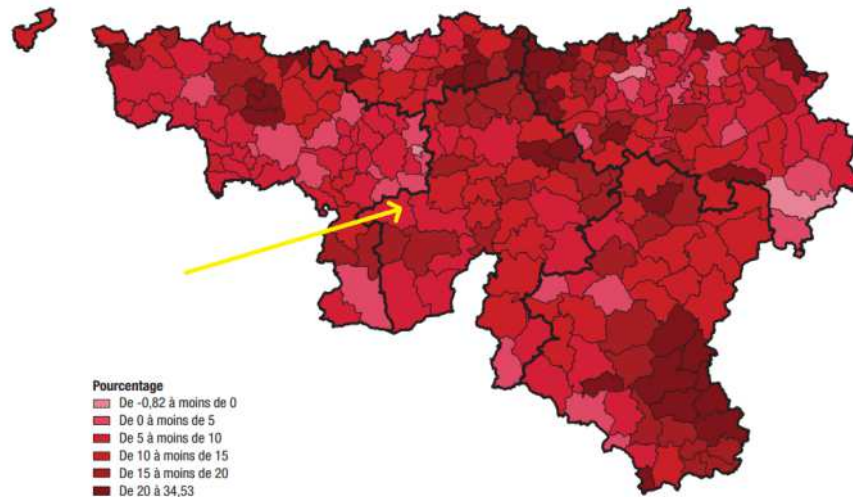 Pourcentage
De -0,82 à moins de 0
De 0 à moins de 5
De 5 à moins de 10
De 10 à moins de 15
De 15 à moins de 20
De 20 à 34,53